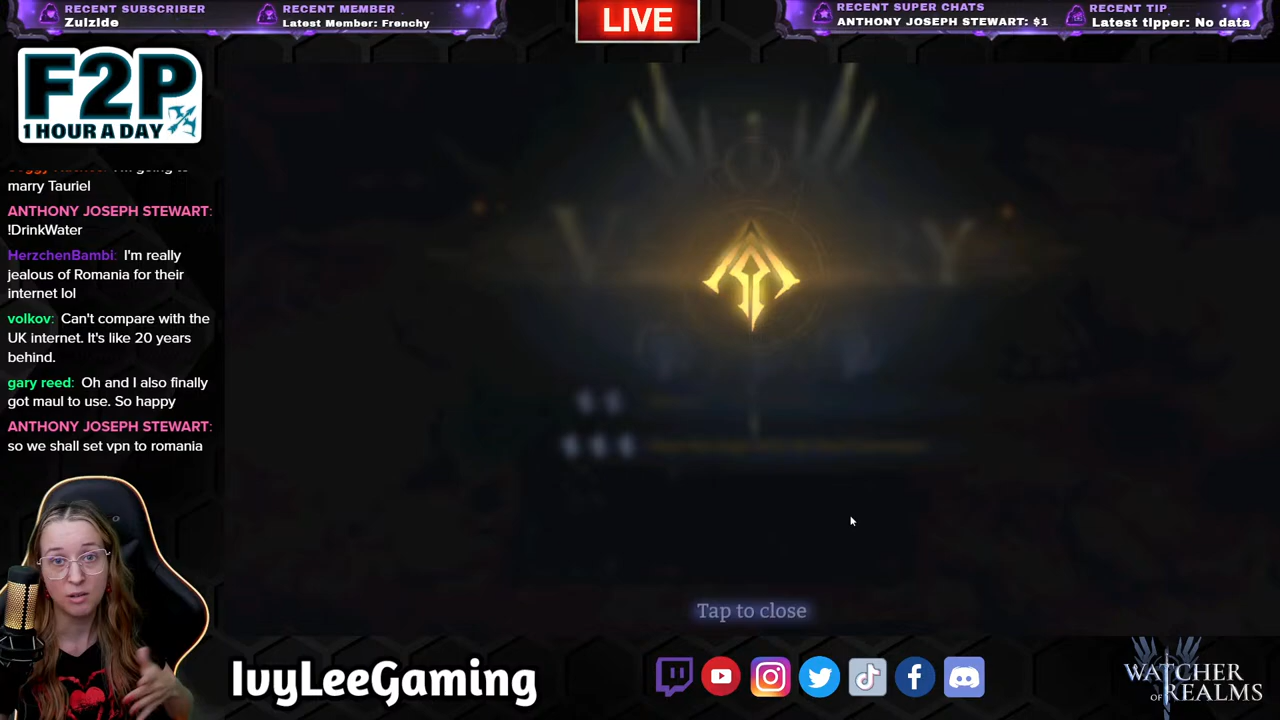 RECENT SUBSCRIBER
Zulzide
RECENT MEMBER
Latest Member: Frenchy
LIVE
RECENT SUPER CHATS
ANTHONY JOSEPH STEWART: $1
RECENT TIP
Latest tipper: No data
F2P
1 HOUR A DAY
marry Tauriel
ANTHONY JOSEPH STEWART:
!DrinkWater
HerzchenBambi: I'm really
jealous of Romania for their
internet lol
volkov: Can't compare with the
UK internet. It's like 20 years
behind.
gary reed: Oh and I also finally
got maul to use. So happy
ANTHONY JOSEPH STEWART:
so we shall set vpn to romania
Tap to close
IvyLeeGaming
WATCHER
OF REALMS